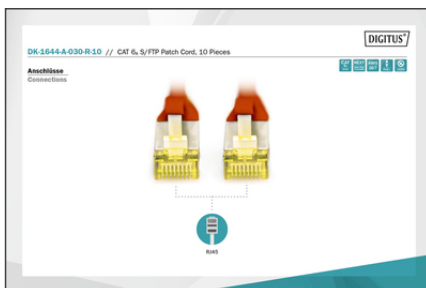 DIGITUS®
DK-1644-A-030-R-10 // CAT 6A S/FTP Patch Cord, 10 Pieces
Anschlüsse
Connections
RJ45